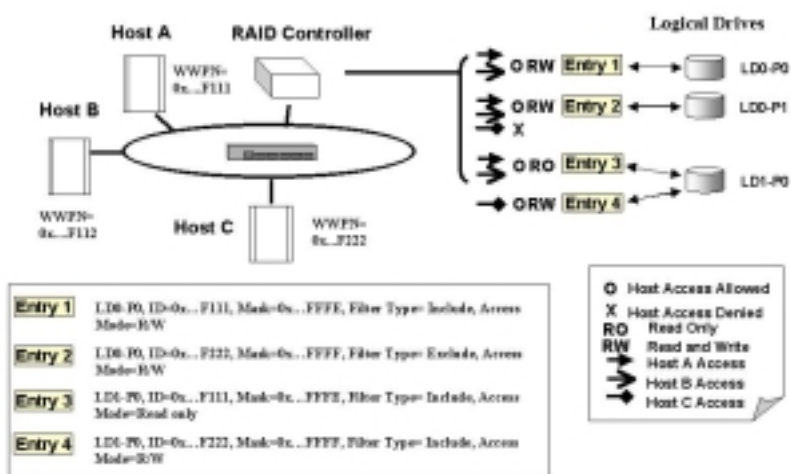 Logical Drives
Host A
RAID Controller
WWPN=
0x...F111
O RW Entry 1
LD0-P0
Host B
O RW Entry 2
LD0-P1
X
O RO Entry 3
LD1-P0
WWPN=
0x...F112
Host C
WWPN=
0x...F222
O RW Entry 4
Entry 1 LD0-P0, ID=0x...F111, Mask=0x...FFFE, Filter Type= Include, Access
Mode=R/W
Entry 2 LD0-P0, ID=0x...F222, Mask=0x...FFFF, Filter Type= Exclude, Access
Mode=R/W
Entry 3 LD1-P0, ID=0x...F111, Mask=0x...FFFE, Filter Type= Include, Access
Mode=Read only
Entry 4 LD1-P0, ID=0x...F222, Mask=0x...FFFF, Filter Type= Include, Access
Mode=R/W
O Host Access Allowed
X Host Access Denied
RO Read Only
RW Read and Write
Host A Access
Host B Access
Host C Access